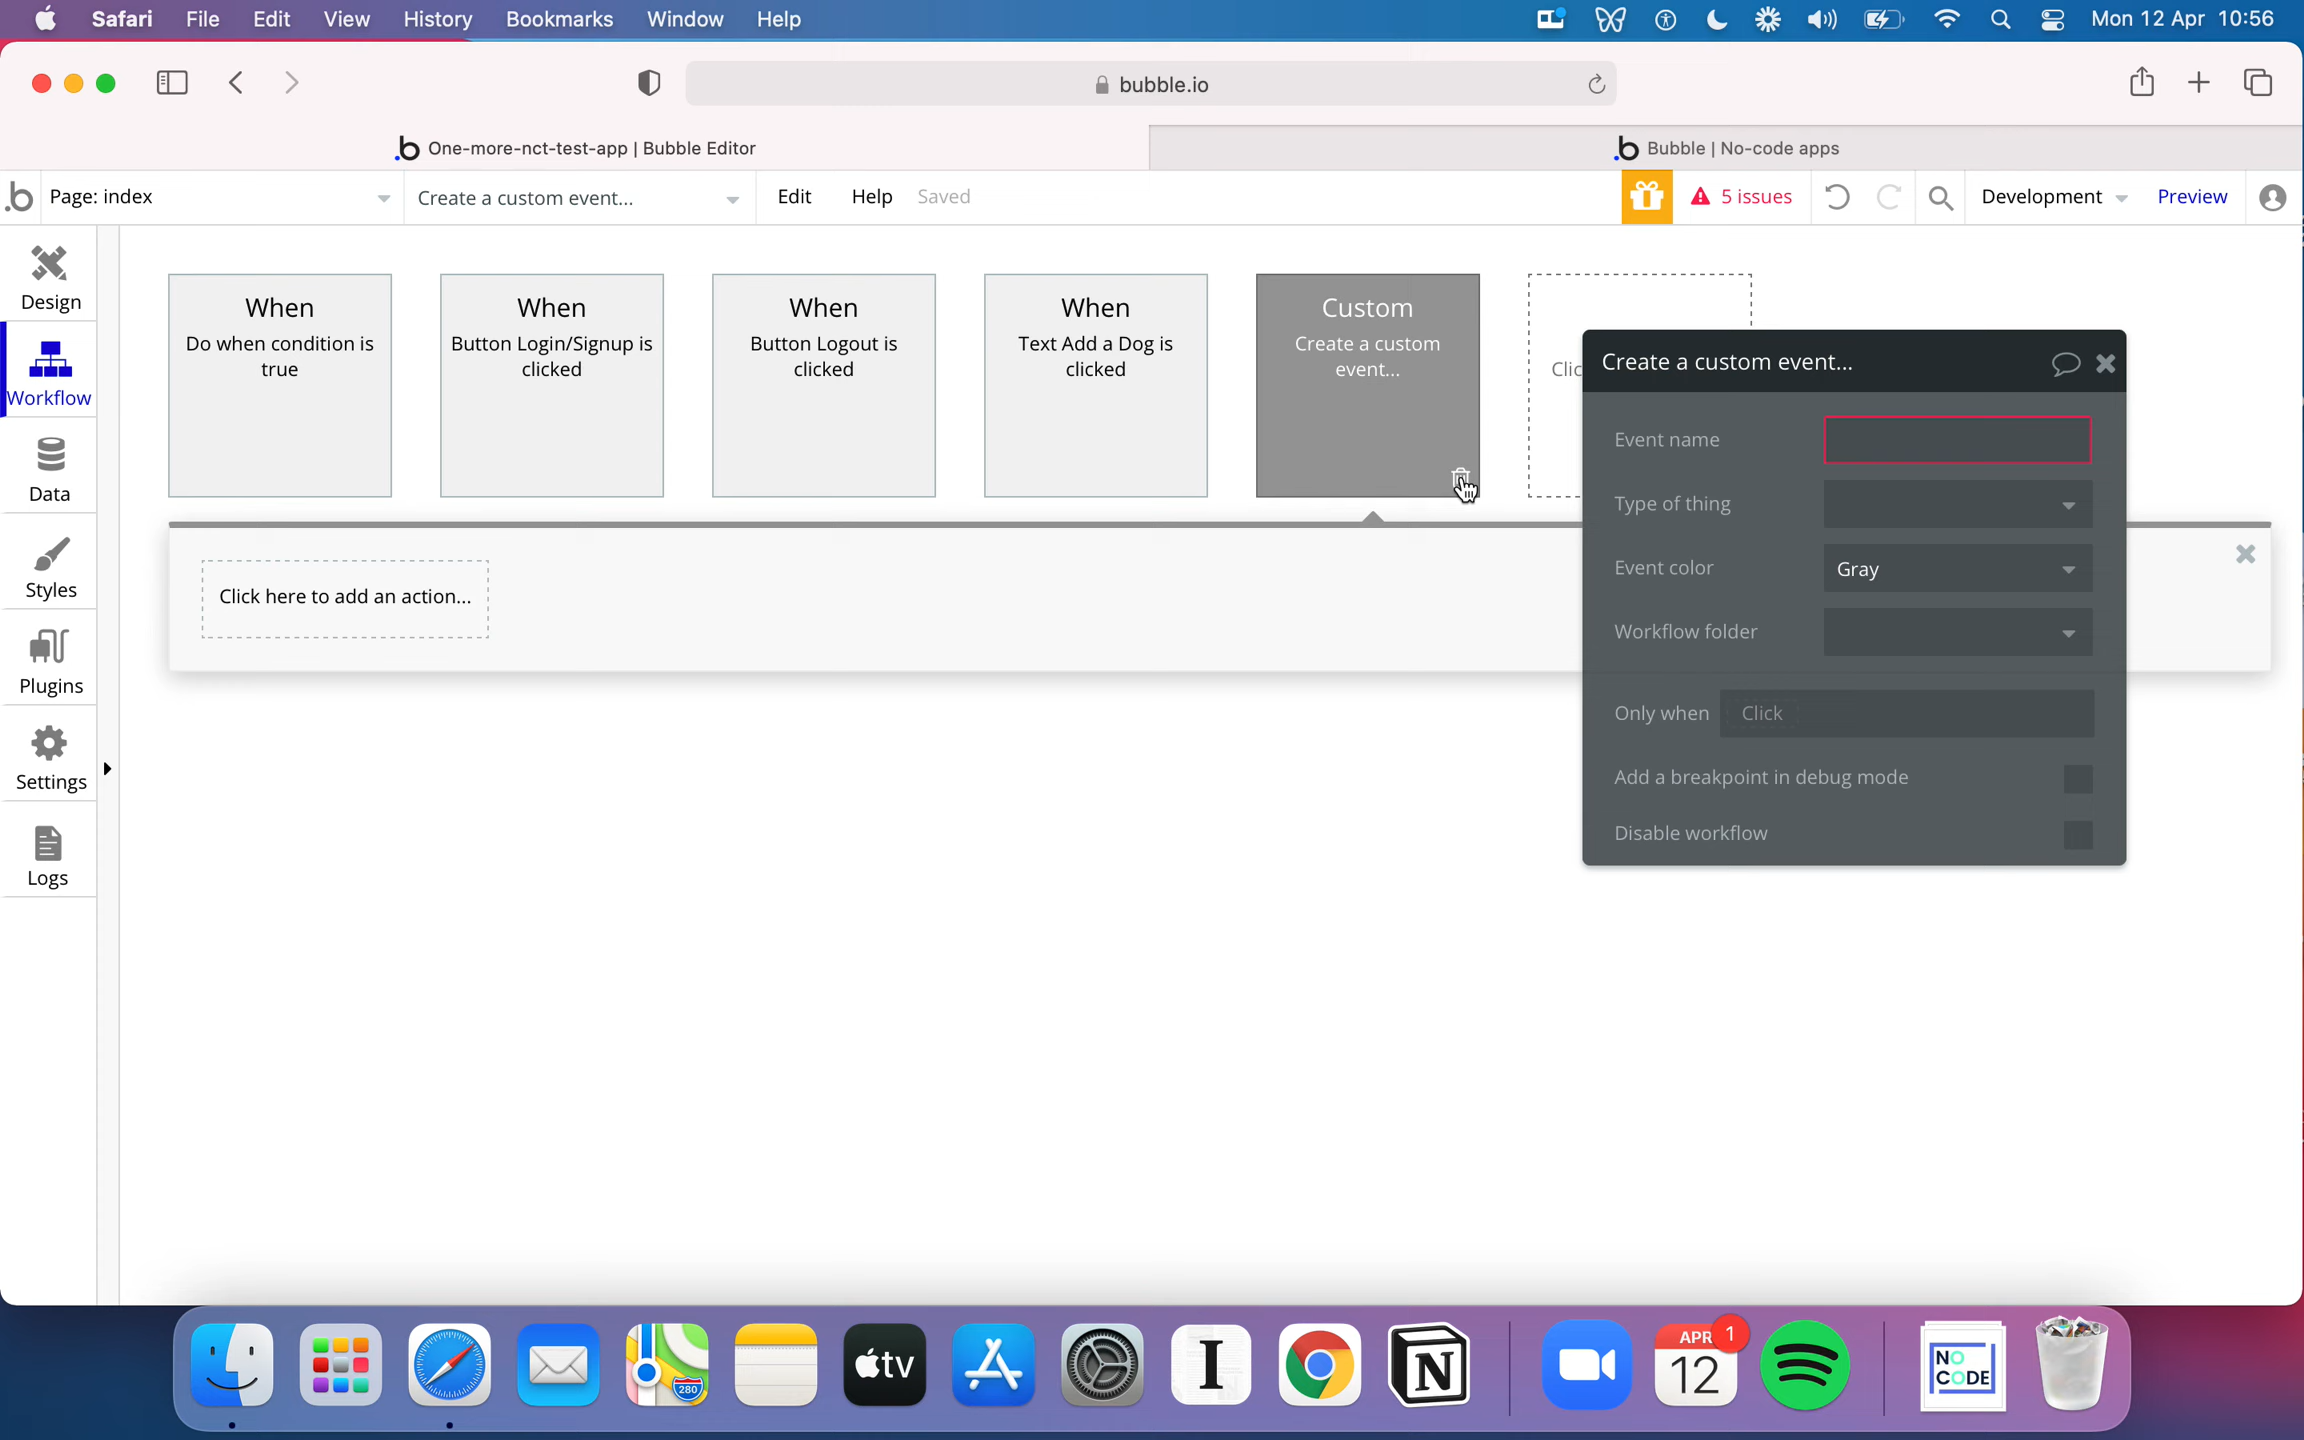 Safari File Edit View History Bookmarks Window Help Mon 12 Apr 10:56
bubble.io
.b One-more-nct-test-app | Bubble Editor
.b Bubble | No-code apps
b Page: index Create a custom event... Edit Help Saved 5 issues Development Preview
Design
Workflow
Data
Styles
Plugins
Settings
Logs
When
Do when condition is
true
When
Button Login/Signup is
clicked
When
Button Logout is
clicked
When
Text Add a Dog is
clicked
Custom
Create a custom
event...
Clic
Click here to add an action...
Create a custom event...
Event name
Type of thing
Event color Gray
Workflow folder
Only when Click
Add a breakpoint in debug mode
Disable workflow
280
tv
I
N
APR 1
12
NO
CODE